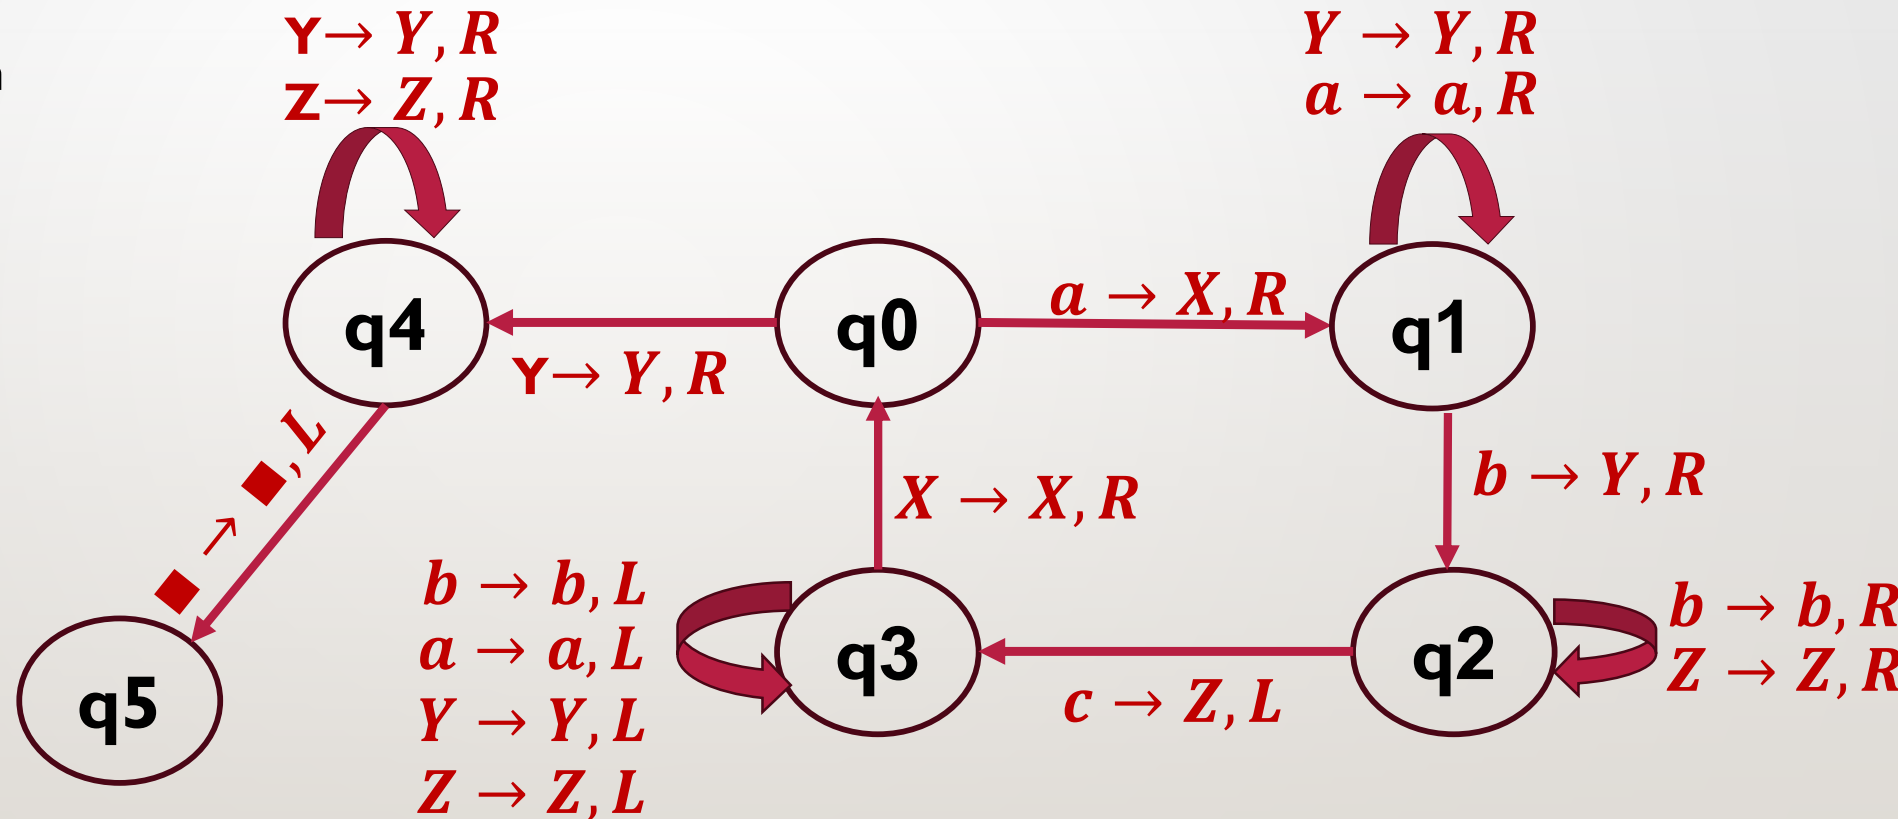 Y→ Y, R
Z→ Z, R
Y → Y, R
a → a, R
q4
q0
q1
a → X, R
Y→ Y, R
■ → ■, L
X → X, R
b → Y, R
b → b, L
a → a, L
Y → Y, L
Z → Z, L
q3
q2
b → b, R
Z → Z, R
c → Z, L
q5